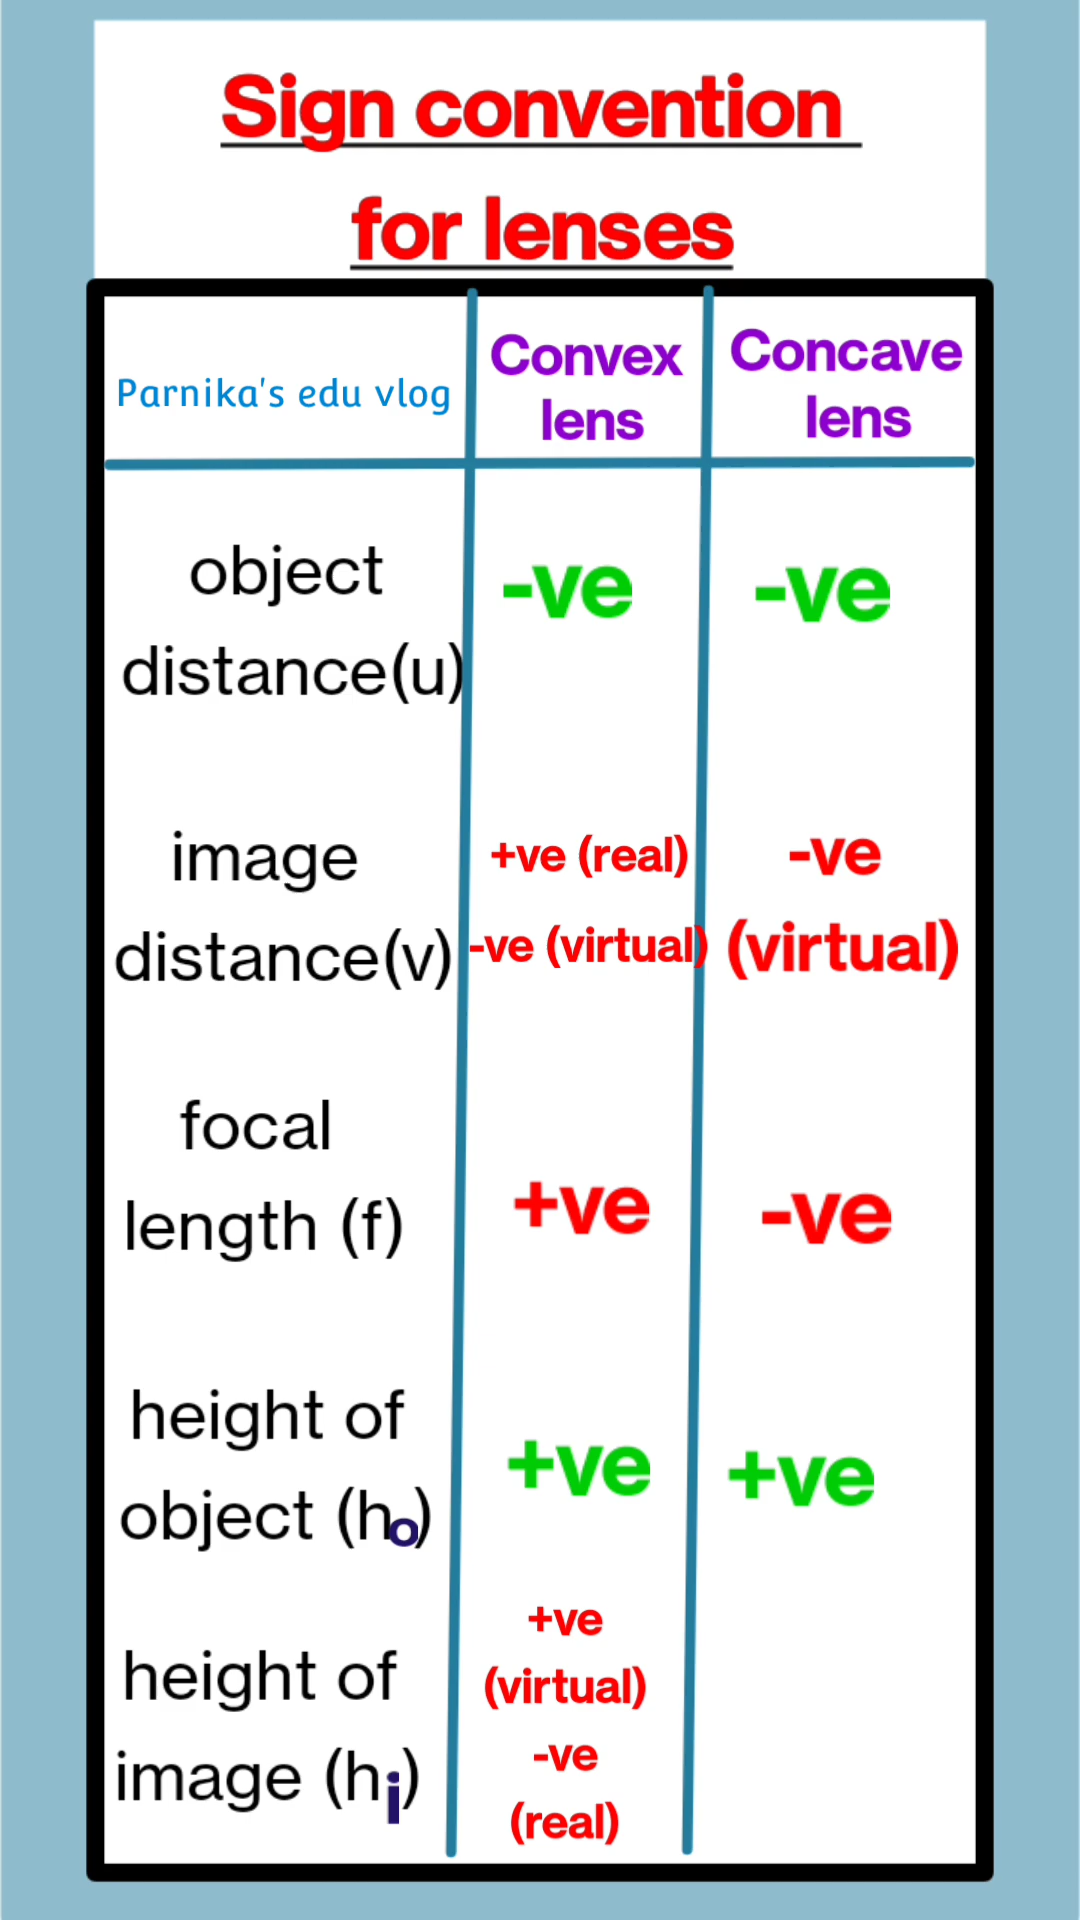 Sign convention
for lenses
Parnika's edu vlog
Convex
lens
Concave
lens
object
distance(u)
-ve
-ve
image
distance(v)
+ve (real)
-ve (virtual)
-ve
(virtual)
focal
length (f)
+ve
-ve
height of
object (ho)
+ve
+ve
height of
image (hi)
+ve
(virtual)
-ve
(real)